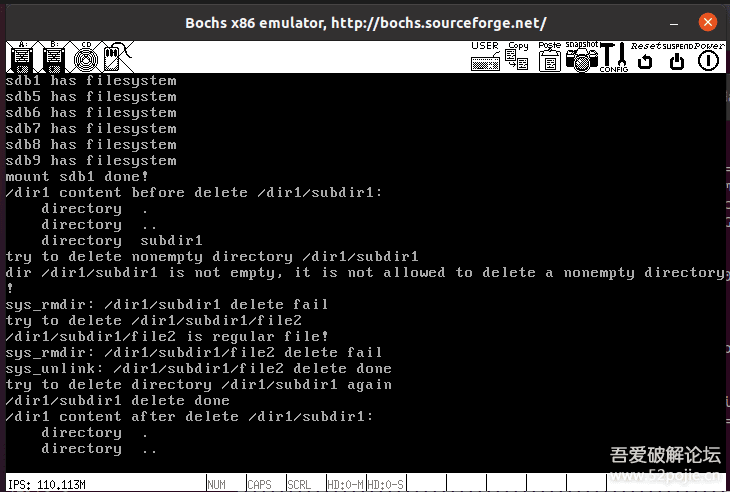 Bochs x86 emulator, http://bochs.sourceforge.net/
A: B: CD USER Copy Paste snapshot CONFIG Reset SUSPEND Power
sdb1 has filesystem
sdb5 has filesystem
sdb6 has filesystem
sdb7 has filesystem
sdb8 has filesystem
sdb9 has filesystem
mount sdb1 done!
/dir1 content before delete /dir1/subdir1:
directory .
directory ..
directory subdir1
try to delete nonempty directory /dir1/subdir1
dir /dir1/subdir1 is not empty, it is not allowed to delete a nonempty directory
!
sys_rmdir: /dir1/subdir1 delete fail
try to delete /dir1/subdir1/file2
/dir1/subdir1/file2 is regular file!
sys_rmdir: /dir1/subdir1/file2 delete fail
sys_unlink: /dir1/subdir1/file2 delete done
try to delete directory /dir1/subdir1 again
/dir1/subdir1 delete done
/dir1 content after delete /dir1/subdir1:
directory .
directory ..
吾爱破解论坛
www.52pojie.cn
IPS: 110.113M NUM CAPS SCRL HD:0-M HD:0-S